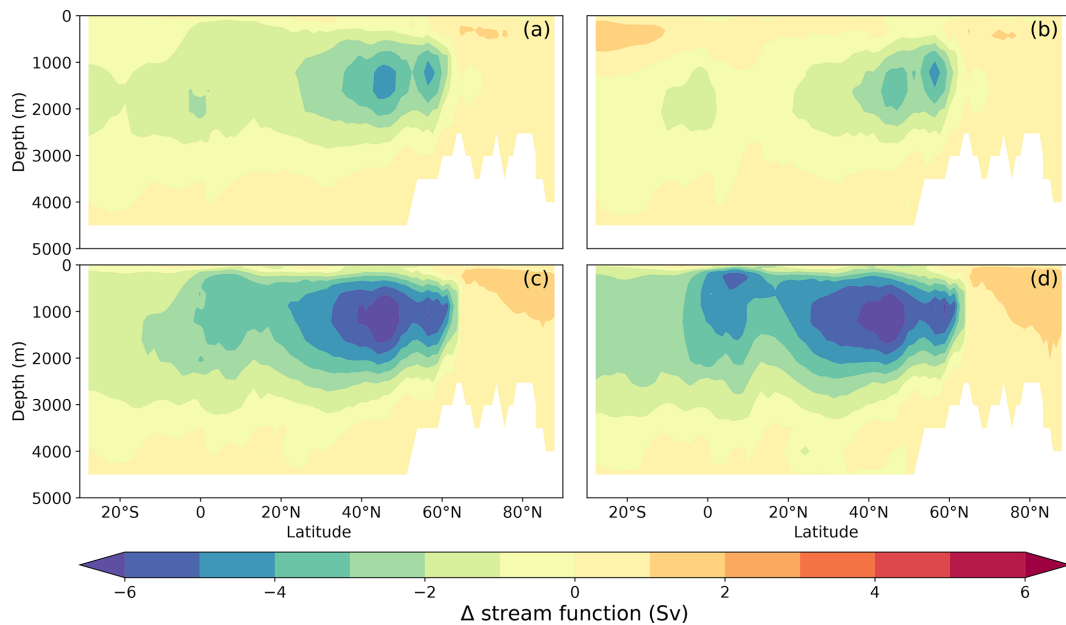 0
1000
2000
3000
4000
5000
Depth (m)
(a)
(b)
0
1000
2000
3000
4000
5000
Depth (m)
(c)
(d)
20°S 0 20°N 40°N 60°N 80°N
Latitude
20°S 0 20°N 40°N 60°N 80°N
Latitude
−6 −4 −2 0 2 4 6
Δ stream function (Sv)